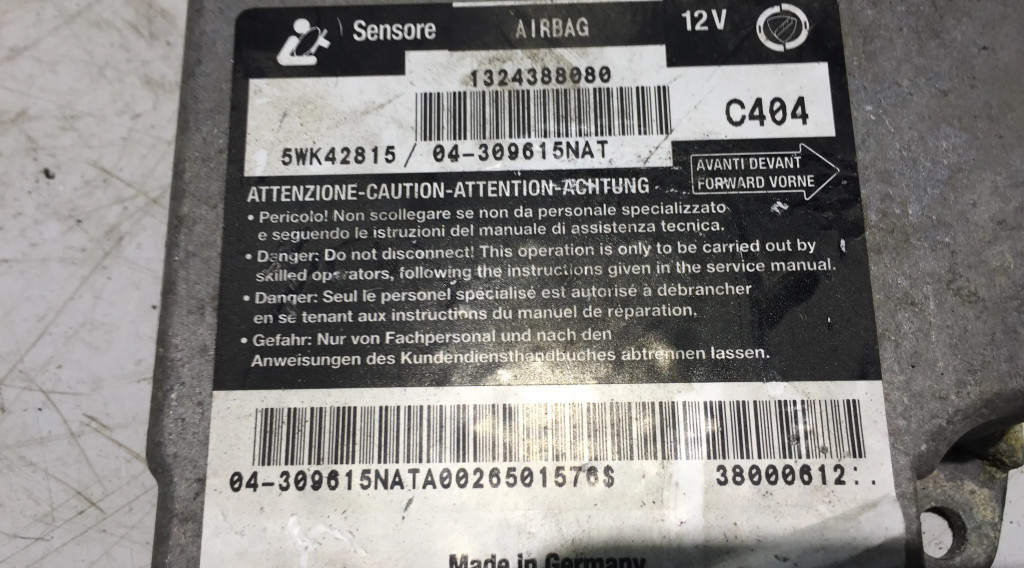 Sensore AIRBAG 12V
1324388080
C404
5WK42815 / 04-309615NAT
AVANTI DEVANT
FORWARD VORNE
ATTENZIONE-CAUTION-ATTENTION-ACHTUNG
• Pericolo! Non scollegare se non da personale specializzato
e seguendo le istruzioni del manuale di assistenza tecnica.
• Danger: Do not disconnect! This operation is only to be carried out by
skilled operators, following the instructions given in the service manual.
• Danger: Seul le personel spécialisé est autorisé à débrancher
en se tenant aux instructions du manuel de réparation.
• Gefahr: Nur von Fachpersonal und nach den
Anweisungen des Kundendiensthandbuches abtrennen lassen.
04-309615NATA0026501576$ 38000612:.
Made in Germany